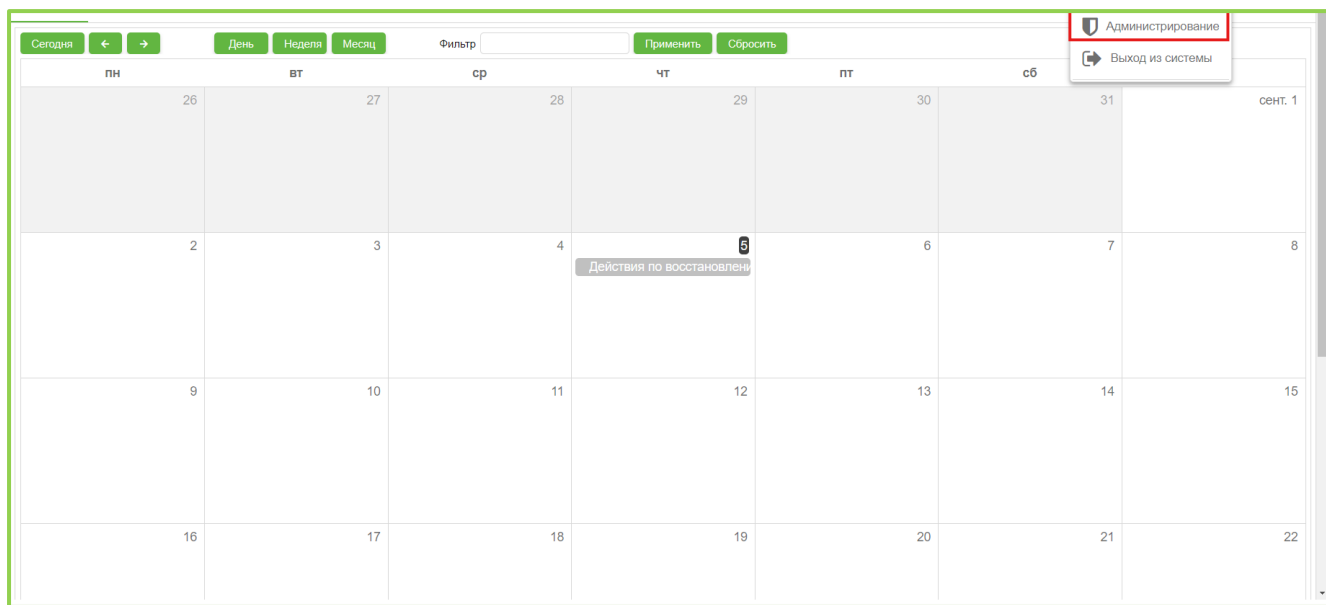 Администрирование
Сегодня День Неделя Месяц Фильтр Применить Сбросить
Выход из системы
пн вт ср чт пт сб
26 27 28 29 30 31 сент. 1
2 3 4 5 6 7 8
Действия по восстановлени
9 10 11 12 13 14 15
16 17 18 19 20 21 22